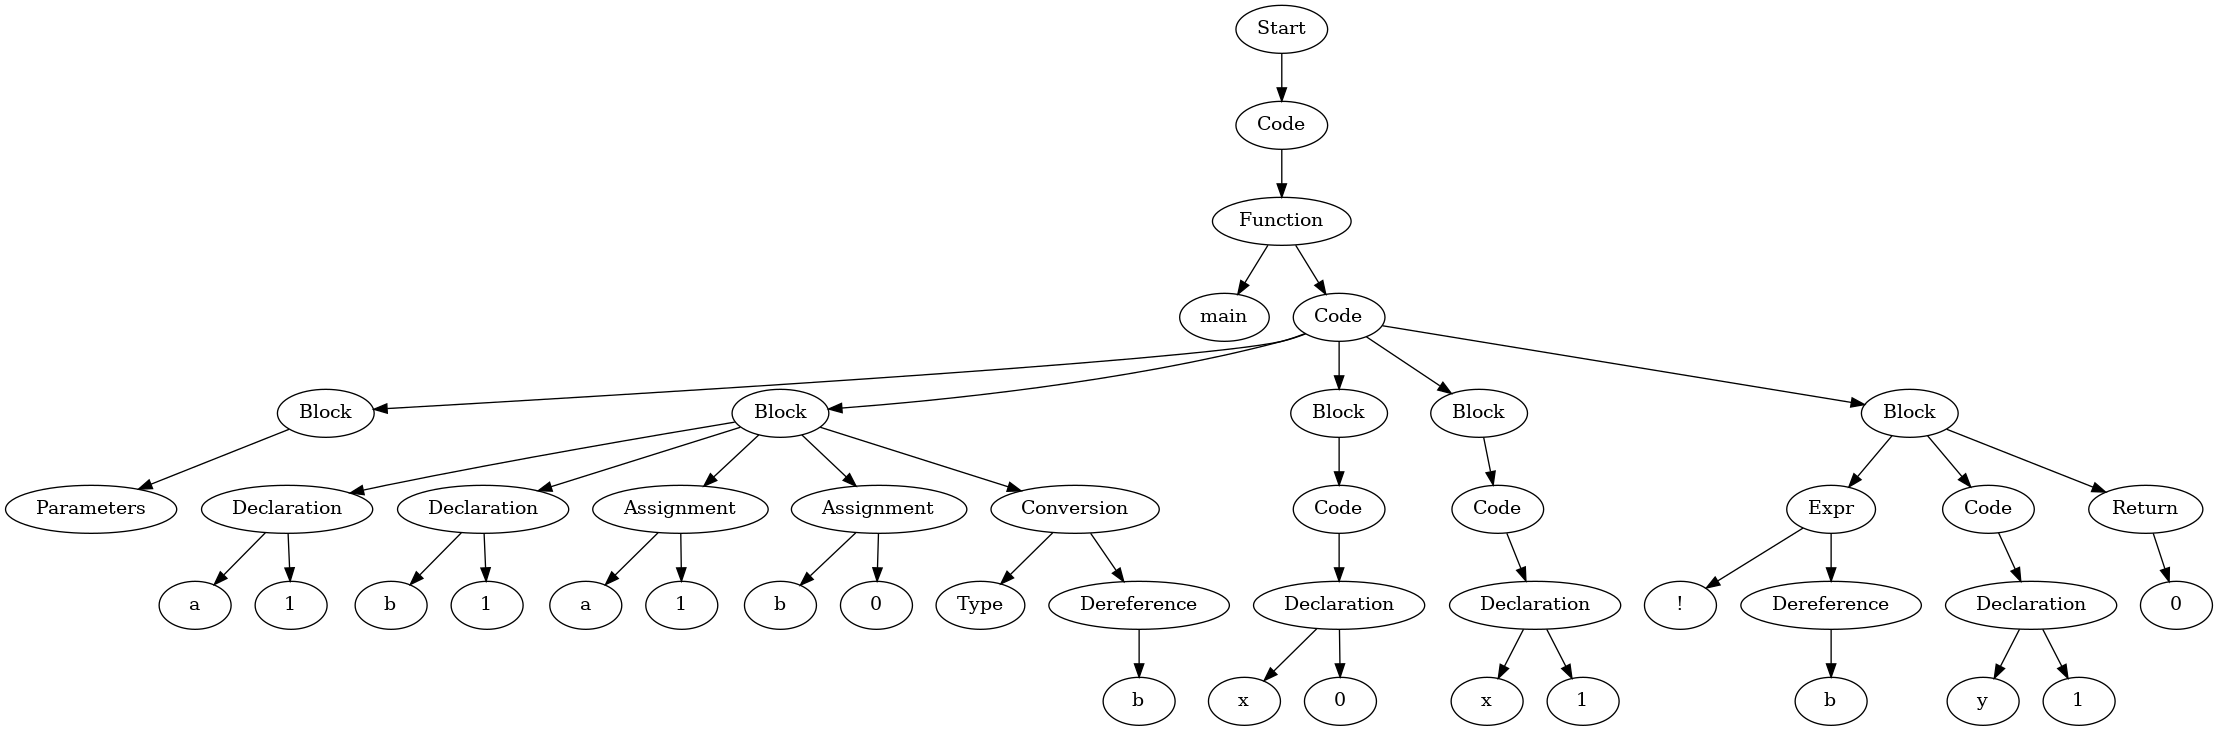 Start
Code
Function
main
Code
Block
Block
Block
Block
Block
Parameters
Declaration
Declaration
Assignment
Assignment
Conversion
Code
Code
Expr
Code
Return
a
1
b
1
a
1
b
0
Type
Dereference
Declaration
Declaration
!
Dereference
Declaration
0
b
x
0
x
1
b
y
1